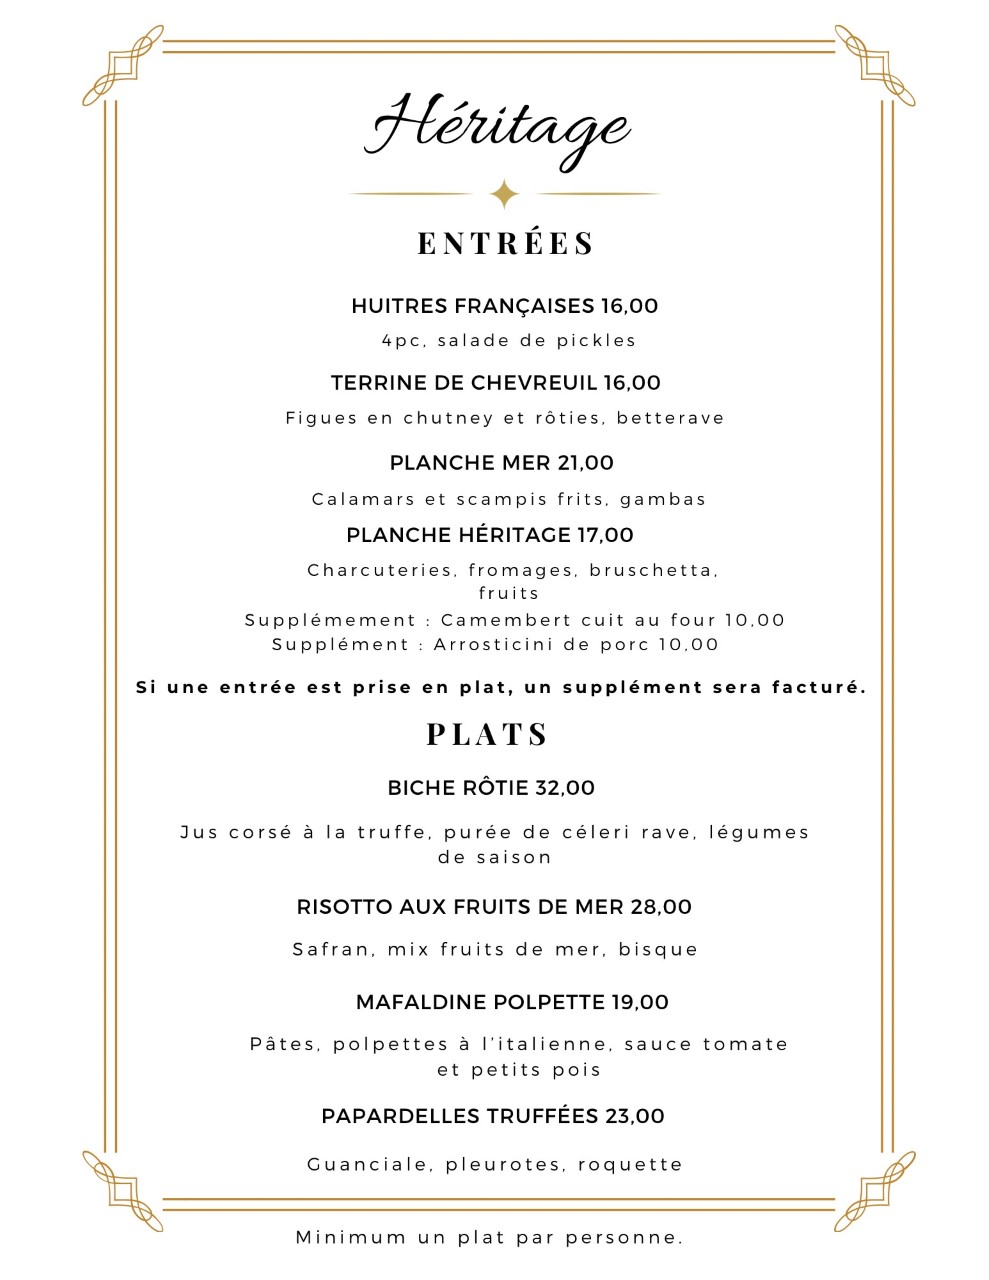 Héritage
ENTRÉES
HUITRES FRANÇAISES 16,00
4pc, salade de pickles
TERRINE DE CHEVREUIL 16,00
Figues en chutney et rôties, betterave
PLANCHE MER 21,00
Calamars et scampis frits, gambas
PLANCHE HÉRITAGE 17,00
Charcuteries, fromages, bruschetta,
fruits
Supplémement : Camembert cuit au four 10,00
Supplément : Arrosticini de porc 10,00
Si une entrée est prise en plat, un supplément sera facturé.
PLATS
BICHE RÔTIE 32,00
Jus corsé à la truffe, purée de céleri rave, légumes
de saison
RISOTTO AUX FRUITS DE MER 28,00
Safran, mix fruits de mer, bisque
MAFALDINE POLPETTE 19,00
Pâtes, polpettes à l'italienne, sauce tomate
et petits pois
PAPARDELLES TRUFFÉES 23,00
Guanciale, pleurotes, roquette
Minimum un plat par personne.